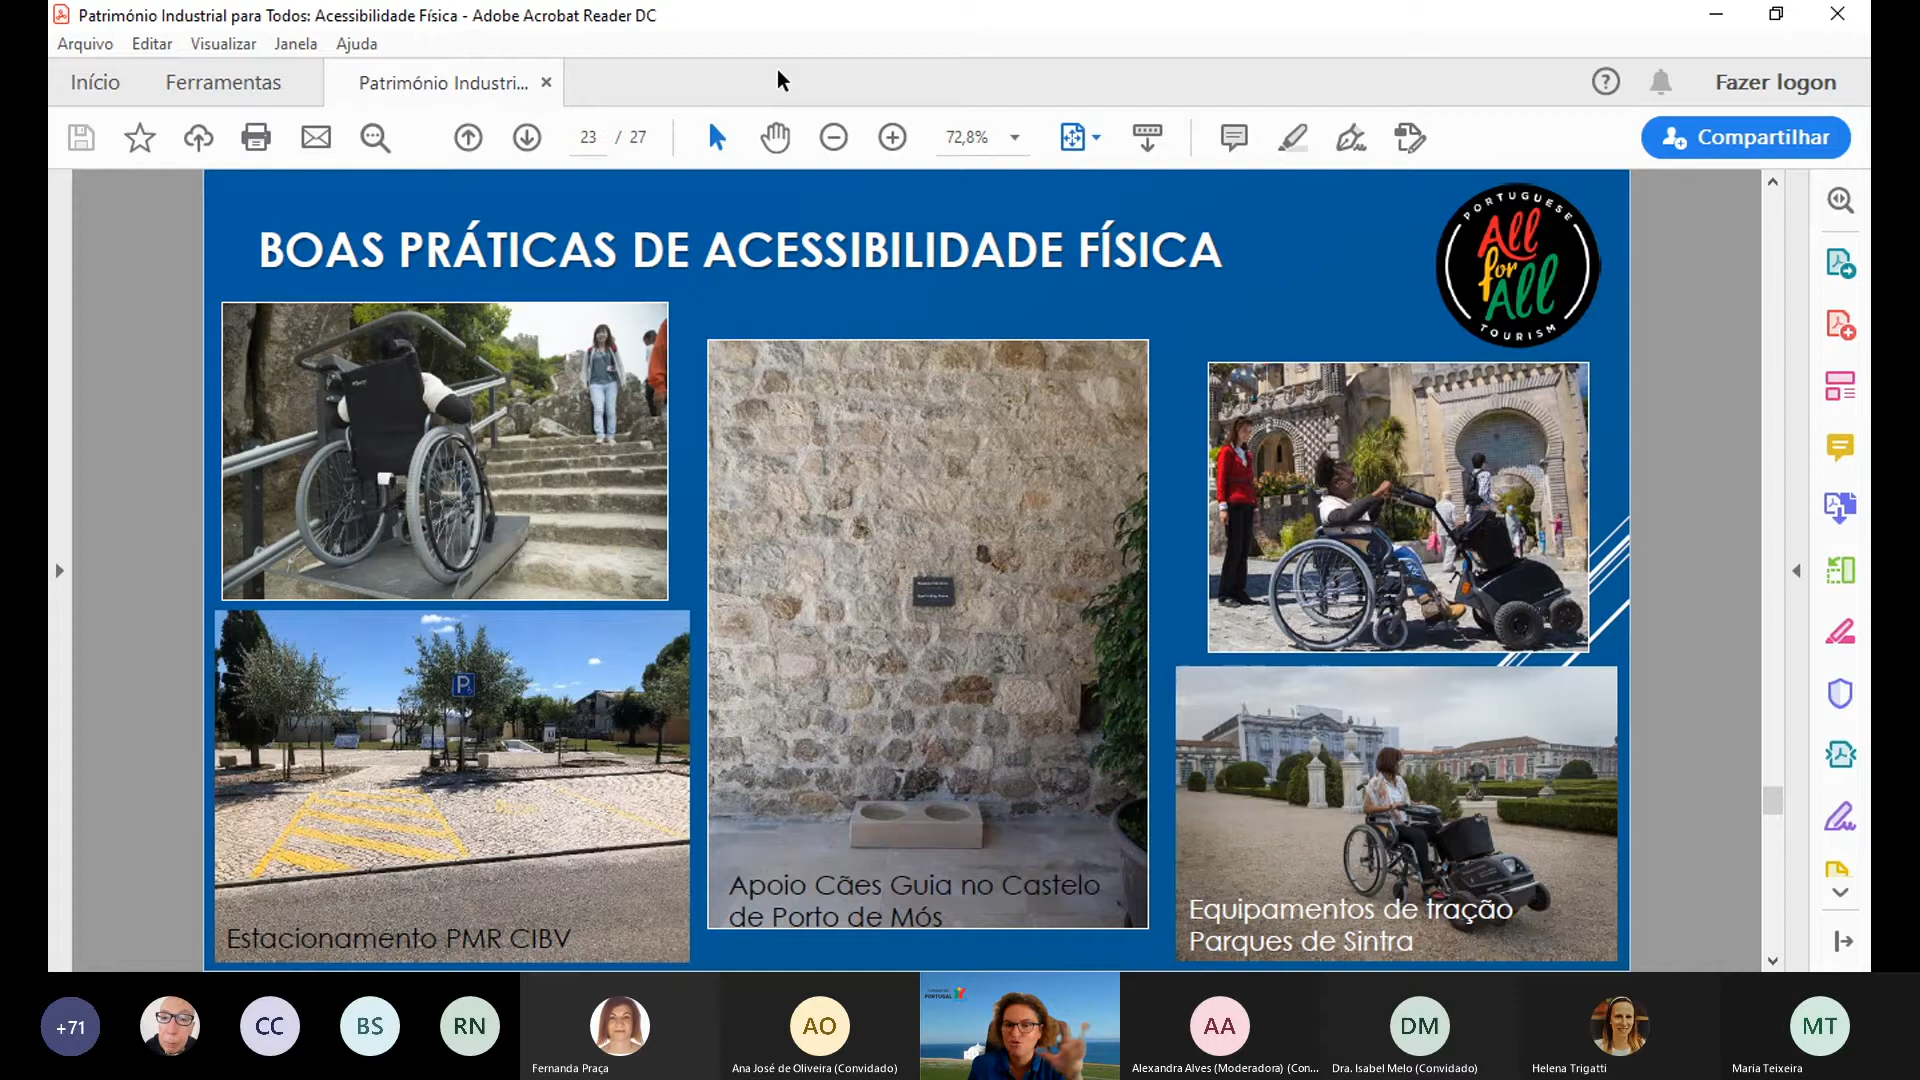 Património Industrial para Todos: Acessibilidade Física - Adobe Acrobat Reader DC
Arquivo Editar Visualizar Janela Ajuda
Início Ferramentas Património Industri... Fazer logon
23 / 27 72,8% Compartilhar
BOAS PRÁTICAS DE ACESSIBILIDADE FÍSICA
PORTUGUESE
All
for
All
TOURISM
P
Estacionamento PMR CIBV
Apoio Cães Guia no Castelo
de Porto de Mós
Equipamentos de tração
Parques de Sintra
+71 CC BS RN AO AA DM MT
PORTUGAL
Fernanda Praça
Ana José de Oliveira (Convidado)
Alexandra Alves (Moderadora) (Con...
Dra. Isabel Melo (Convidado)
Helena Trigatti
Maria Teixeira